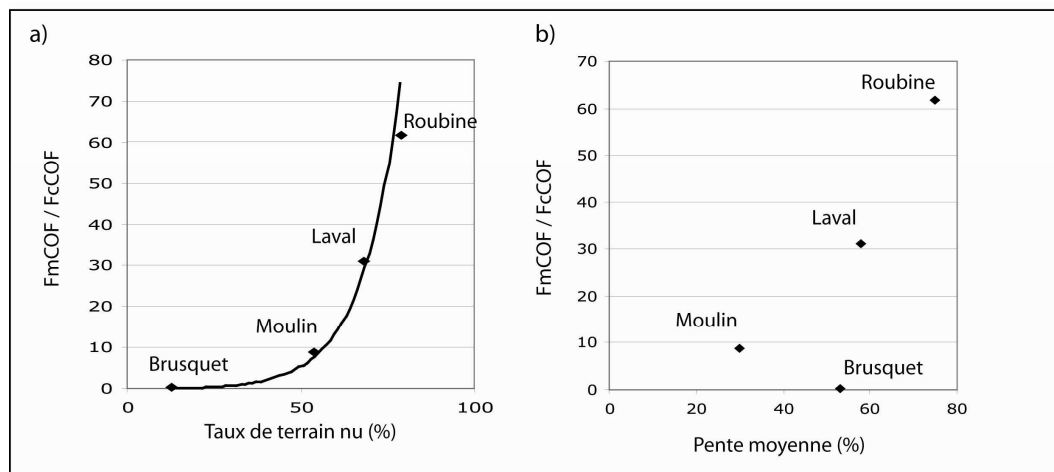 a)
FmCOF / FcCOF
80
70
60
50
40
30
20
10
0
Roubine
Laval
Moulin
Brusquet
0
50
100
Taux de terrain nu (%)
b)
FmCOF / FcCOF
70
60
50
40
30
20
10
0
Roubine
Laval
Moulin
Brusquet
0
20
40
60
80
Pente moyenne (%)